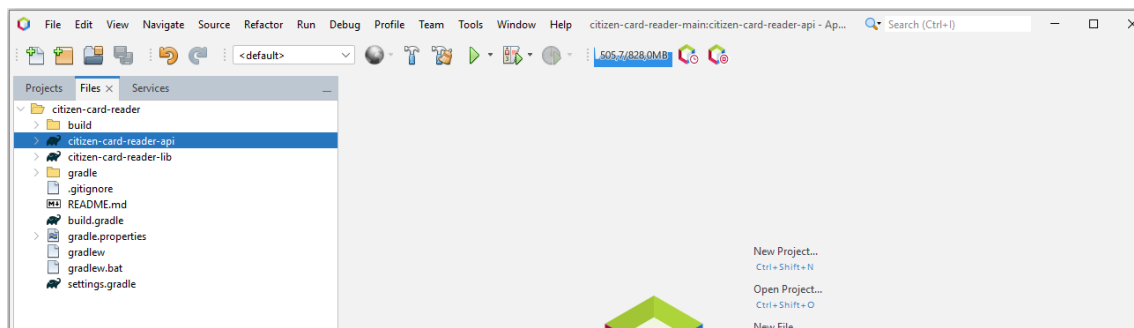 File Edit View Navigate Source Refactor Run Debug Profile Team Tools Window Help citizen-card-reader-main:citizen-card-reader-api - Ap... Search (Ctrl+I)
<default> 505,7/828,0MB
Projects Files Services
citizen-card-reader
build
citizen-card-reader-api
citizen-card-reader-lib
gradle
.gitignore
README.md
build.gradle
gradle.properties
gradlew
gradlew.bat
settings.gradle
New Project...
Ctrl+Shift+N
Open Project...
Ctrl+Shift+O
New File...